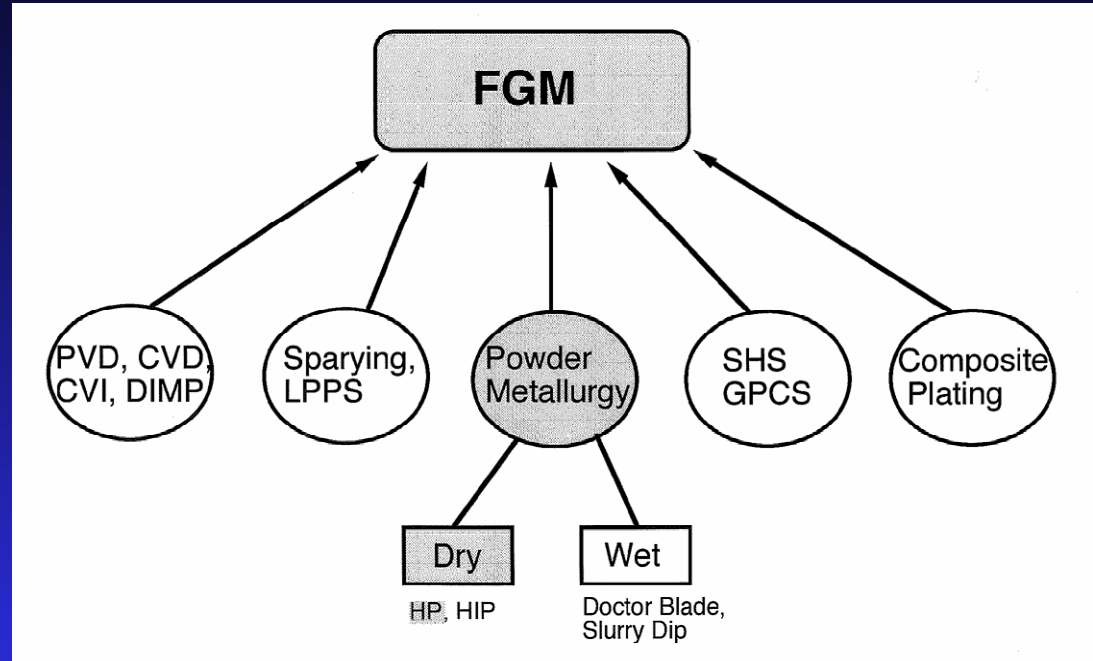 FGM
PVD, CVD,
CVI, DIMP
Sparying,
LPPS
Powder
Metallurgy
SHS
GPCS
Composite
Plating
Dry
Wet
HP, HIP
Doctor Blade,
Slurry Dip